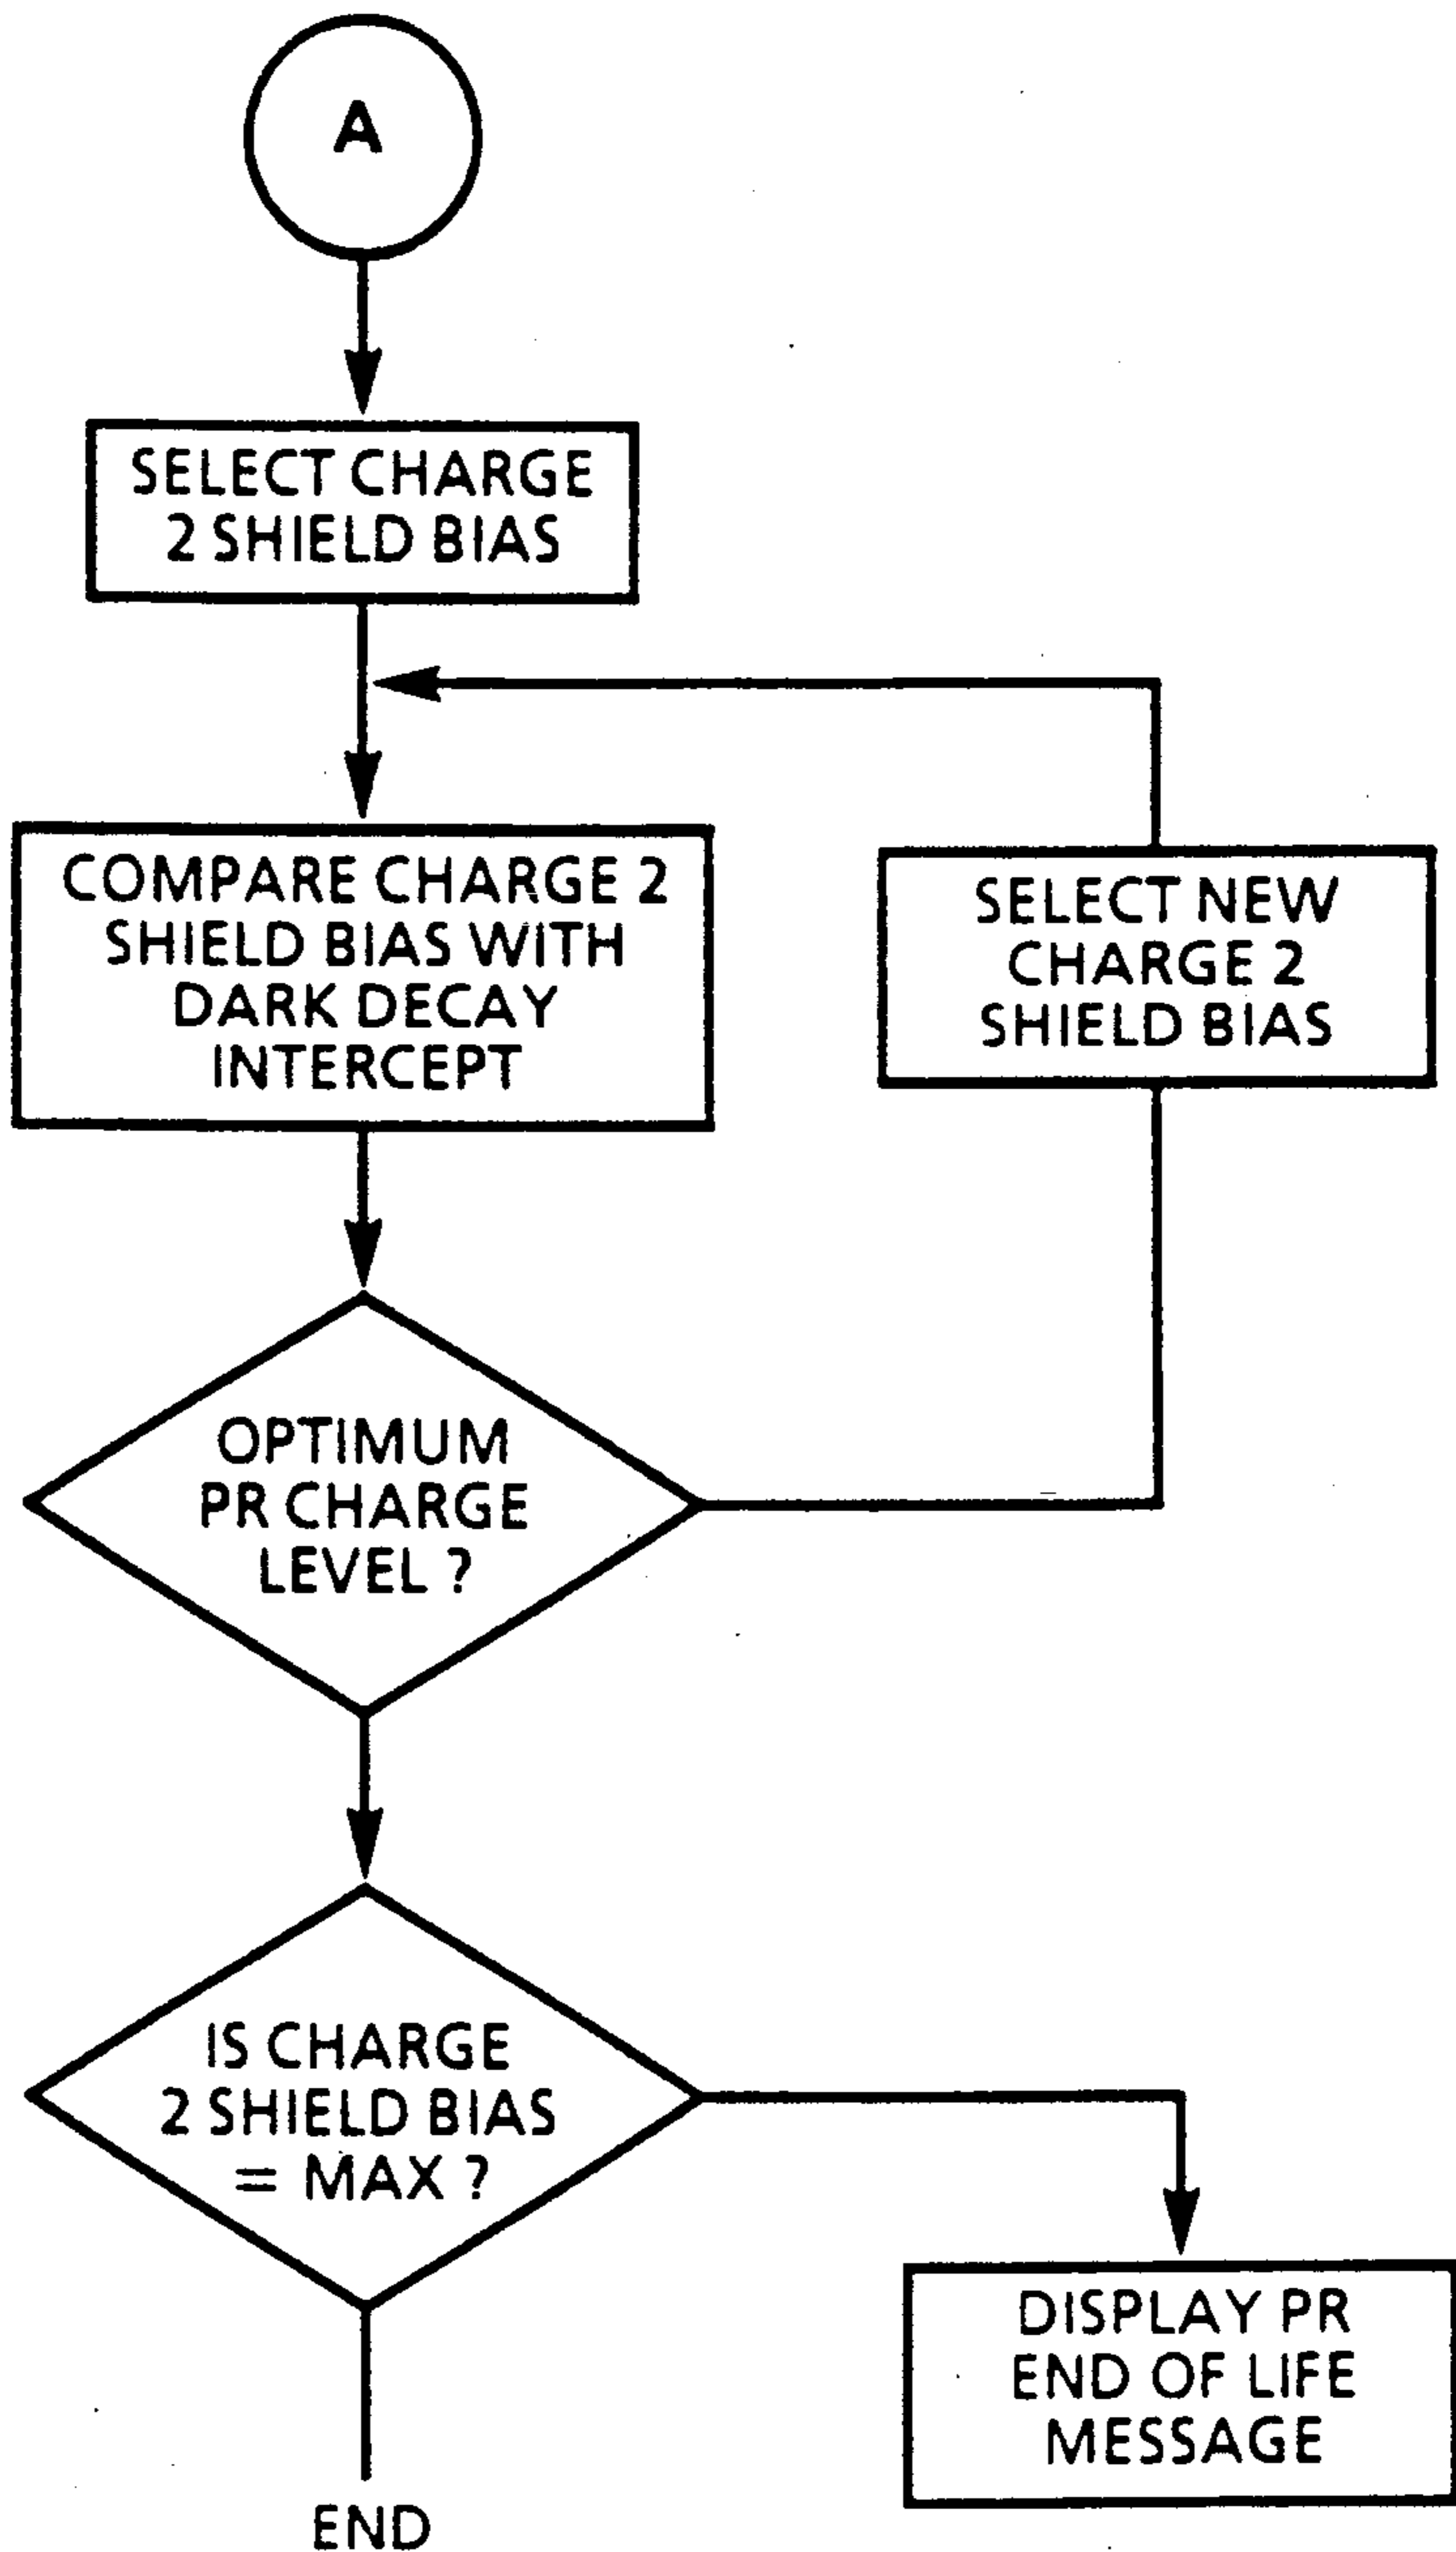 A
SELECT CHARGE
2 SHIELD BIAS
COMPARE CHARGE 2
SHIELD BIAS WITH
DARK DECAY
INTERCEPT
SELECT NEW
CHARGE 2
SHIELD BIAS
OPTIMUM
PR CHARGE
LEVEL ?
IS CHARGE
2 SHIELD BIAS
= MAX ?
DISPLAY PR
END OF LIFE
MESSAGE
END